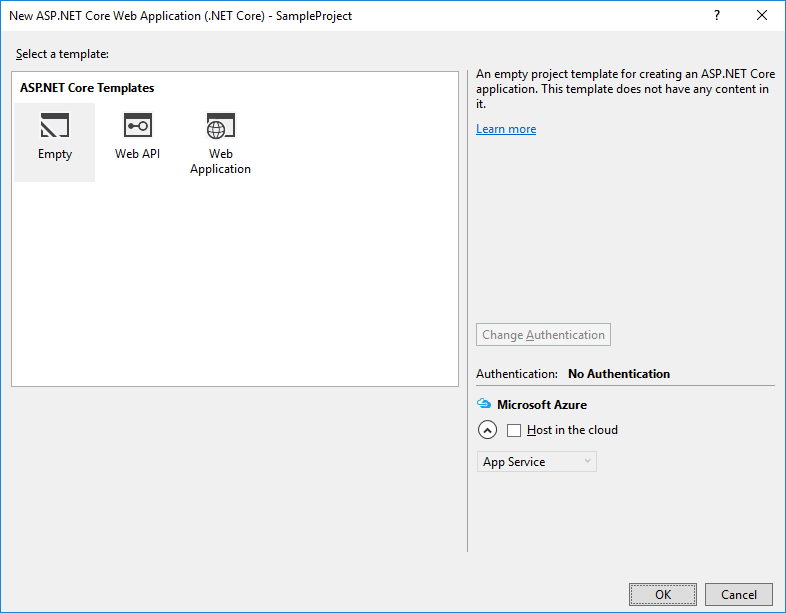 New ASP.NET Core Web Application (.NET Core) - SampleProject
?
Select a template:
ASP.NET Core Templates
Empty
Web API
Web
Application
An empty project template for creating an ASP.NET Core
application. This template does not have any content in
it.
Learn more
Change Authentication
Authentication: No Authentication
Microsoft Azure
Host in the cloud
App Service
OK
Cancel